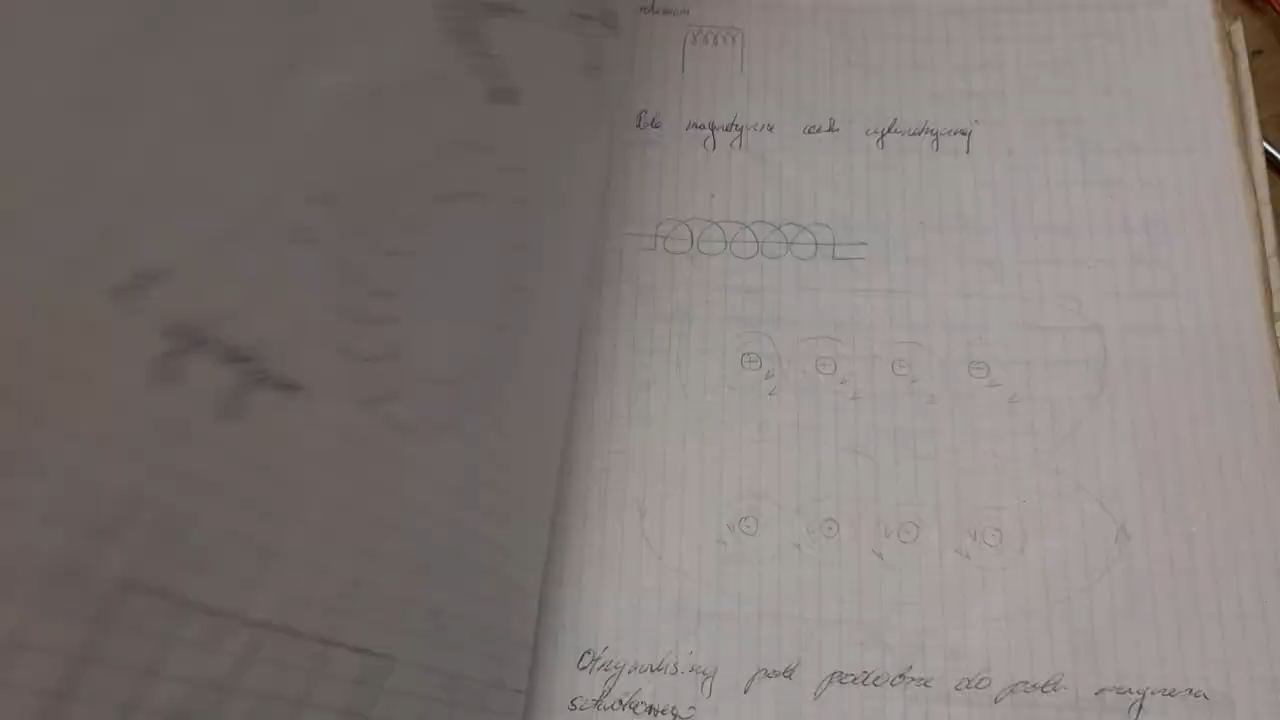 Pole magnetyczne cewki cylindrycznej
Otrzymaliśmy pole podobne do pola magnesu
sztabkowego